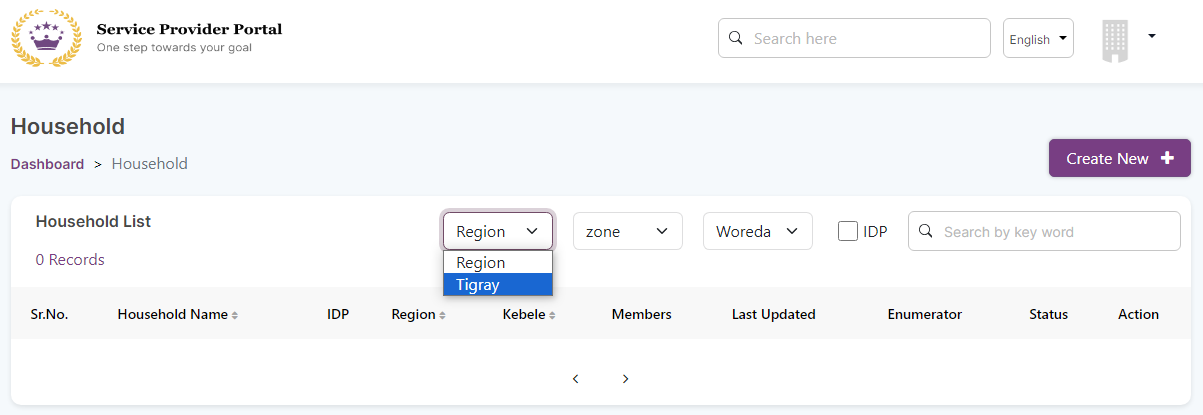 Service Provider Portal
One step towards your goal
Search here
English
Household
Dashboard > Household
Create New +
Household List
Region
zone
Woreda
IDP
Search by key word
0 Records
Region
Tigray
Sr.No. Household Name IDP Region Kebele Members Last Updated Enumerator Status Action
< >